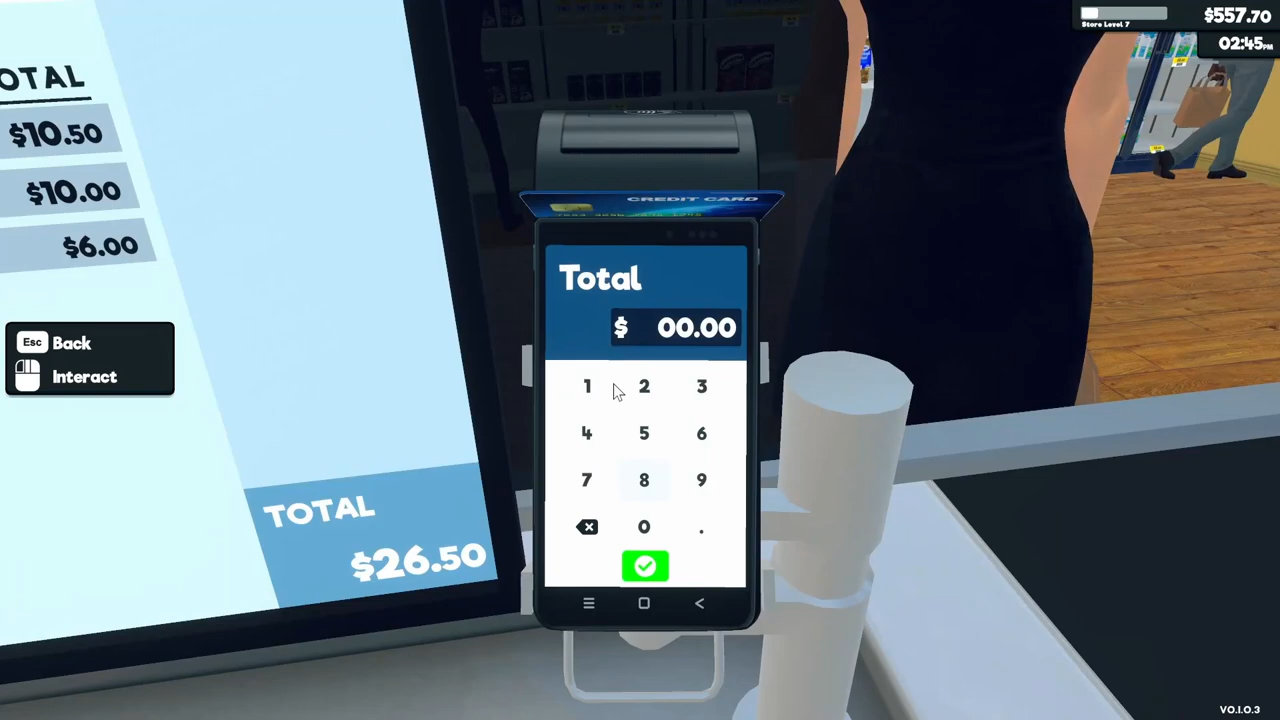 $557.70
Store Level 7
02:45PM
OTAL
$10.50
$10.00
$6.00
Esc Back
Interact
TOTAL
$26.50
CREDIT CARD
Total
$ 00.00
1 2 3
4 5 6
7 8 9
0 .
V0.1.0.3